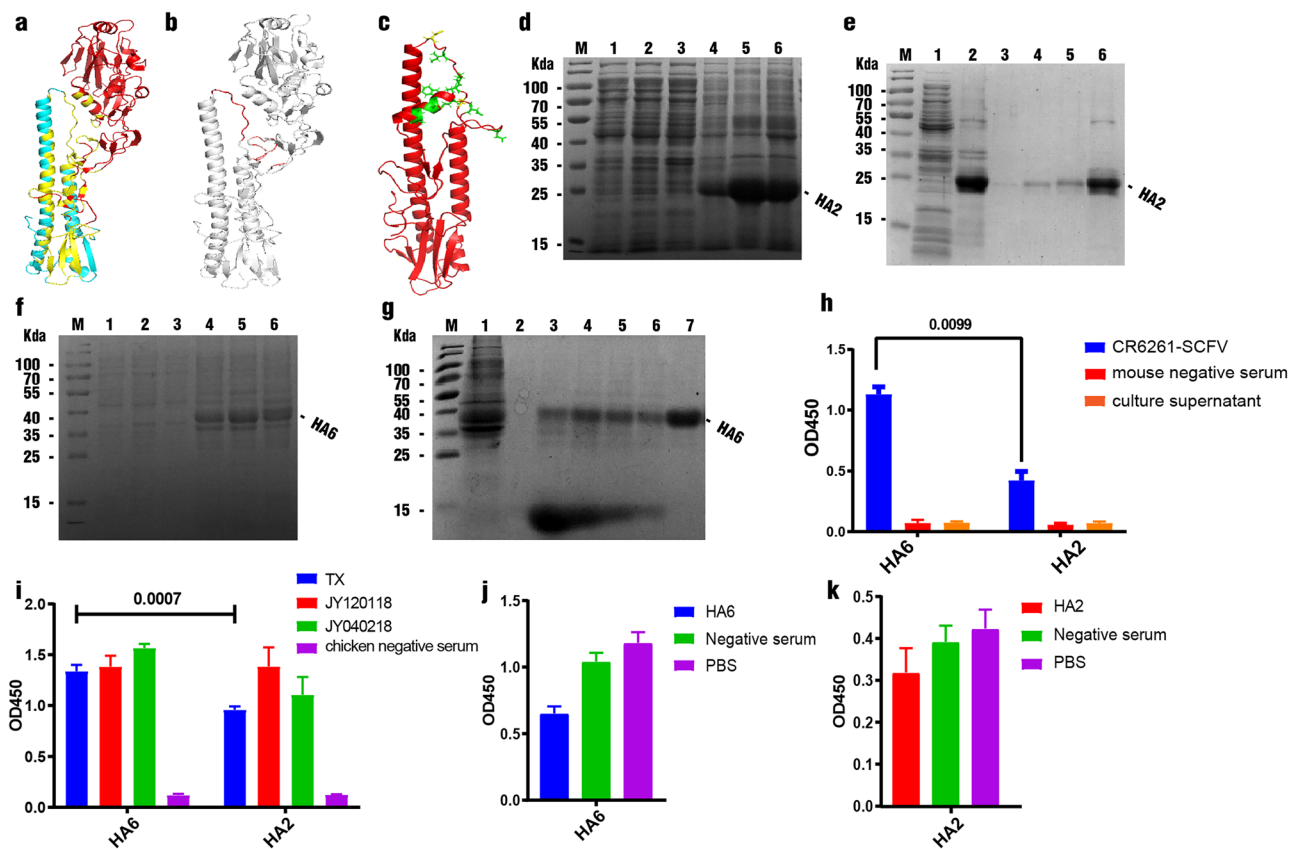 a
b
c
d
M 1 2 3 4 5 6
Kda
100
70
55
40
35
25
15
HA2
e
M 1 2 3 4 5 6
Kda
100
70
55
40
35
25
15
HA2
f
M 1 2 3 4 5 6
Kda
100
70
55
40
35
25
15
HA6
g
M 1 2 3 4 5 6 7
Kda
100
70
55
40
35
25
15
HA6
h
0.0099
OD450
1.5
1.0
0.5
0.0
HA6
HA2
CR6261-SCFV
mouse negative serum
culture supernatant
i
0.0007
OD450
2.0
1.5
1.0
0.5
0.0
HA6
HA2
TX
JY120118
JY040218
chicken negative serum
j
OD450
1.5
1.0
0.5
0.0
HA6
HA6
Negative serum
PBS
k
OD450
0.5
0.4
0.3
0.2
0.1
0.0
HA2
HA2
Negative serum
PBS